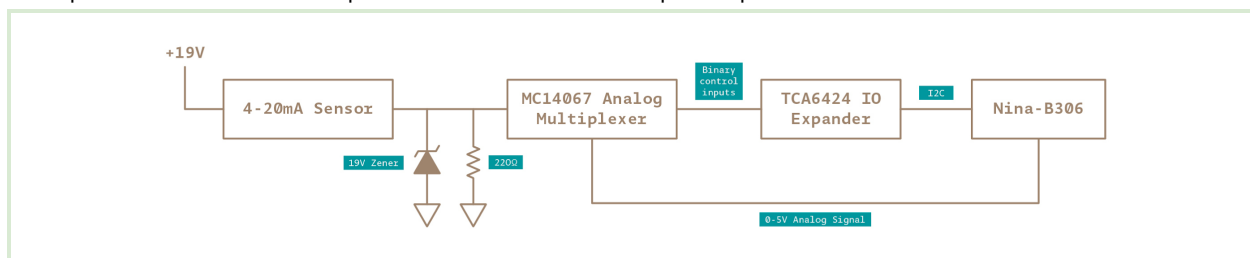 +19V
4-20mA Sensor
19V Zener
220Ω
MC14067 Analog
Multiplexer
Binary
control
inputs
TCA6424 IO
Expander
I2C
Nina-B306
0-5V Analog Signal